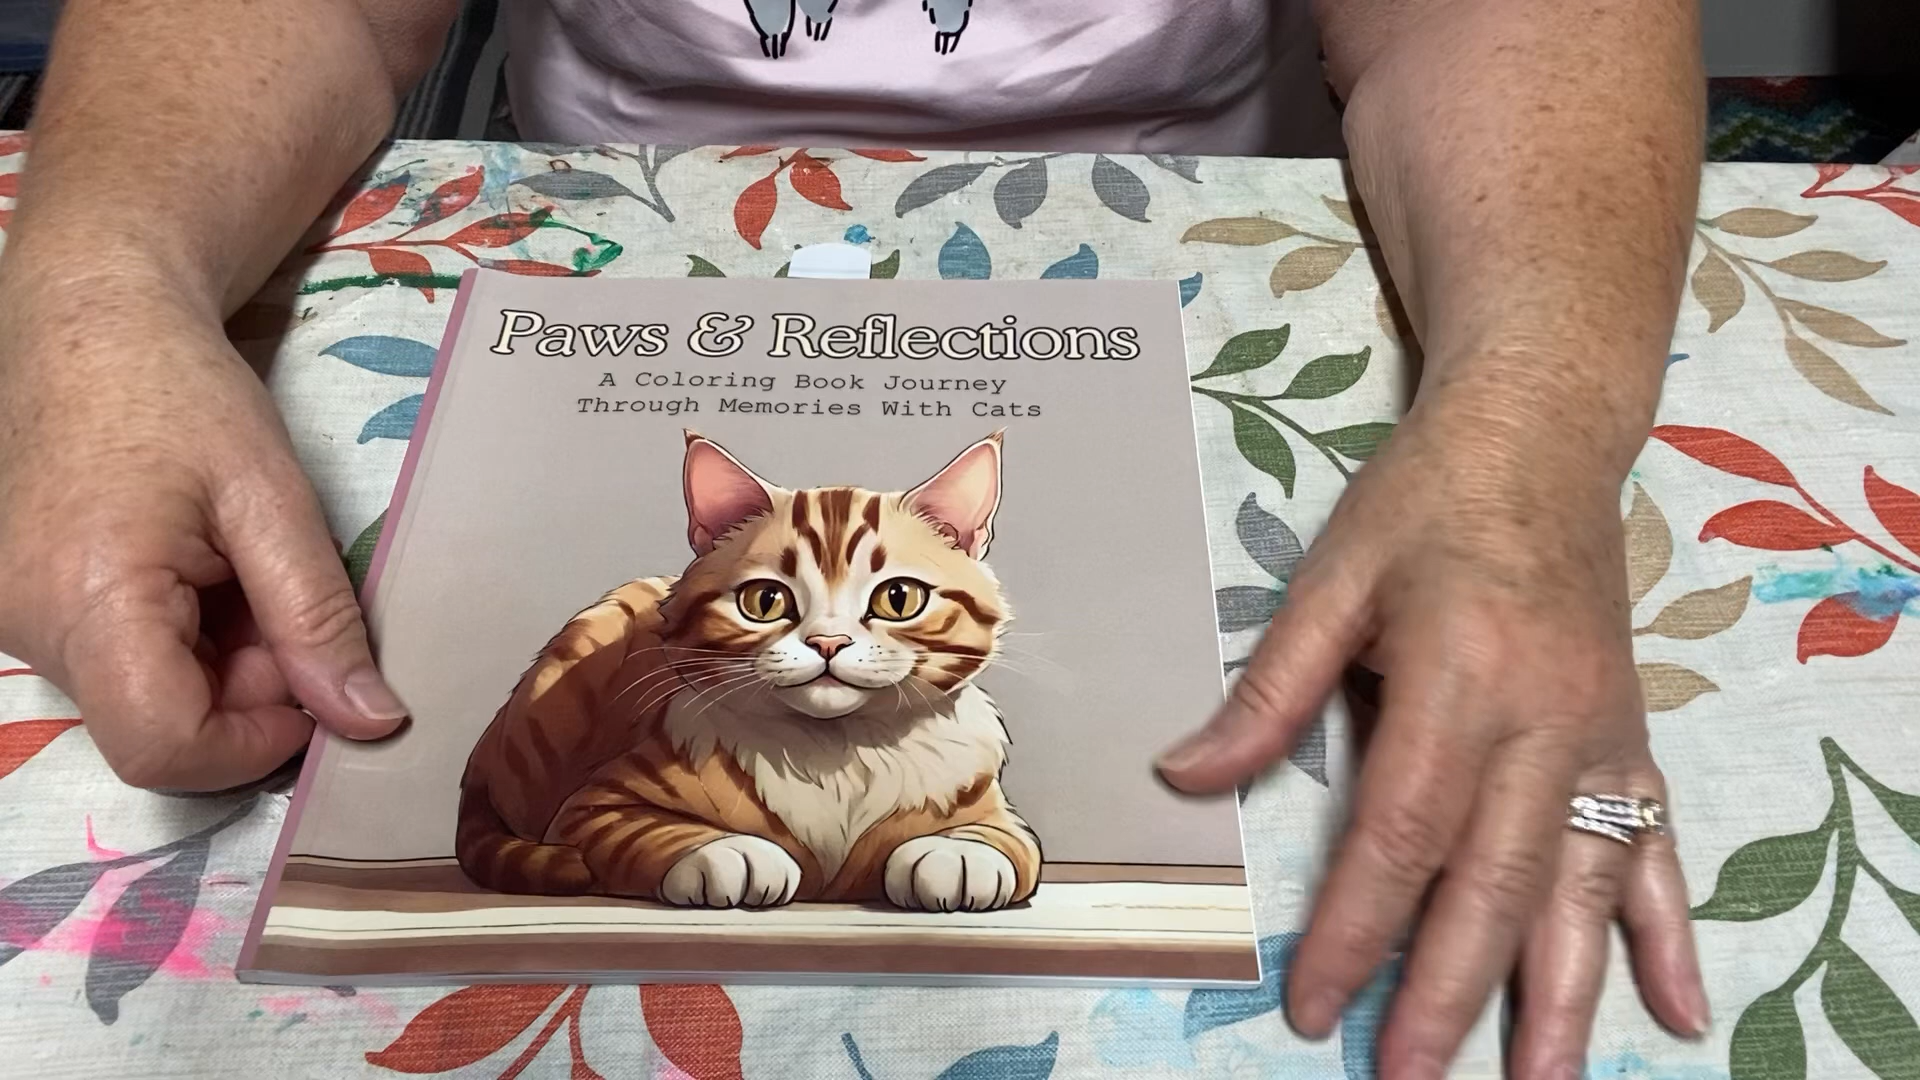 Paws & Reflections
A Coloring Book Journey
Through Memories With Cats